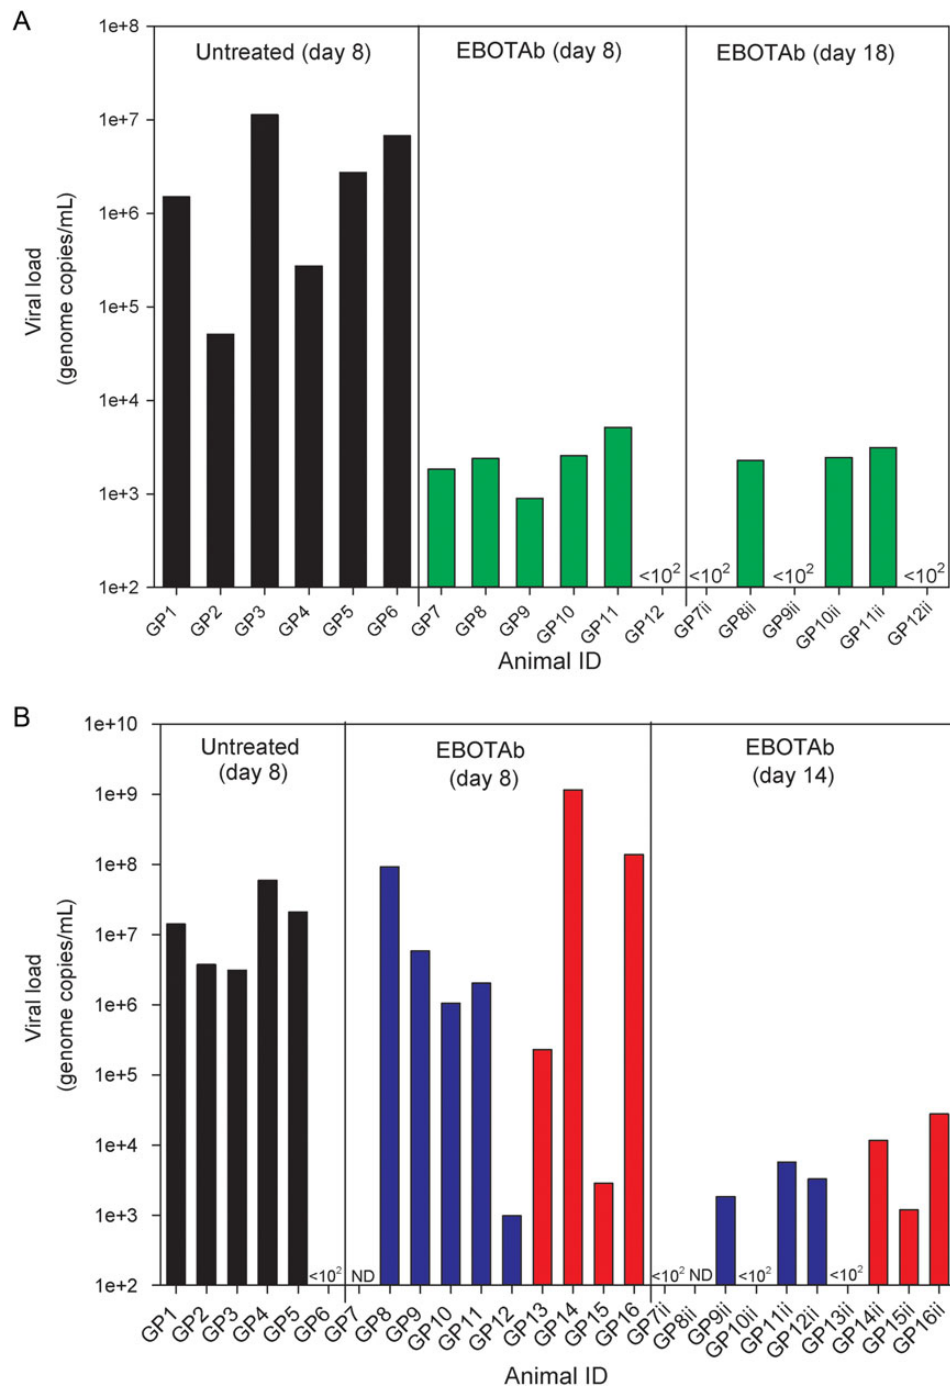 A
Untreated (day 8)
EBOTAb (day 8)
EBOTAb (day 18)
1e+8
1e+7
1e+6
1e+5
1e+4
1e+3
1e+2
Viral load
(genome copies/mL)
<10²
<10²
<10²
<10²
GP1
GP2
GP3
GP4
GP5
GP6
GP7
GP8
GP9
GP10
GP11
GP12
GP7ii
GP8ii
GP9ii
GP10ii
GP11ii
GP12ii
Animal ID
B
Untreated
(day 8)
EBOTAb
(day 8)
EBOTAb
(day 14)
1e+10
1e+9
1e+8
1e+7
1e+6
1e+5
1e+4
1e+3
1e+2
Viral load
(genome copies/mL)
<10²
ND
<10²
ND
<10²
<10²
GP1
GP2
GP3
GP4
GP5
GP6
GP7
GP8
GP9
GP10
GP11
GP12
GP13
GP14
GP15
GP16
GP7ii
GP8ii
GP9ii
GP10ii
GP11ii
GP12ii
GP13ii
GP14ii
GP15ii
GP16ii
Animal ID